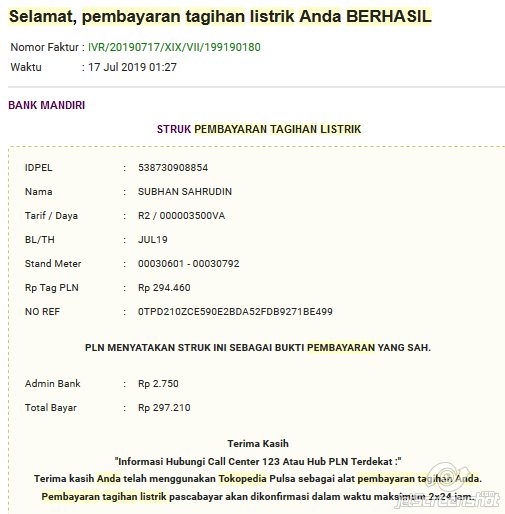 Selamat, pembayaran tagihan listrik Anda BERHASIL
Nomor Faktur : IVR/20190717/XIX/VII/199190180
Waktu : 17 Jul 2019 01:27
BANK MANDIRI
STRUK PEMBAYARAN TAGIHAN LISTRIK
IDPEL : 538730908854
Nama : SUBHAN SAHRUDIN
Tarif / Daya : R2 / 000003500VA
BL/TH : JUL19
Stand Meter : 00030601 - 00030792
Rp Tag PLN : Rp 294.460
NO REF : 0TPD210ZCE590E2BDA52FDB9271BE499
PLN MENYATAKAN STRUK INI SEBAGAI BUKTI PEMBAYARAN YANG SAH.
Admin Bank : Rp 2.750
Total Bayar : Rp 297.210
Terima Kasih
"Informasi Hubungi Call Center 123 Atau Hub PLN Terdekat :"
Terima kasih Anda telah menggunakan Tokopedia Pulsa sebagai alat pembayaran tagihan Anda.
Pembayaran tagihan listrik pascabayar akan dikonfirmasi dalam waktu maksimum 2x24 jam.